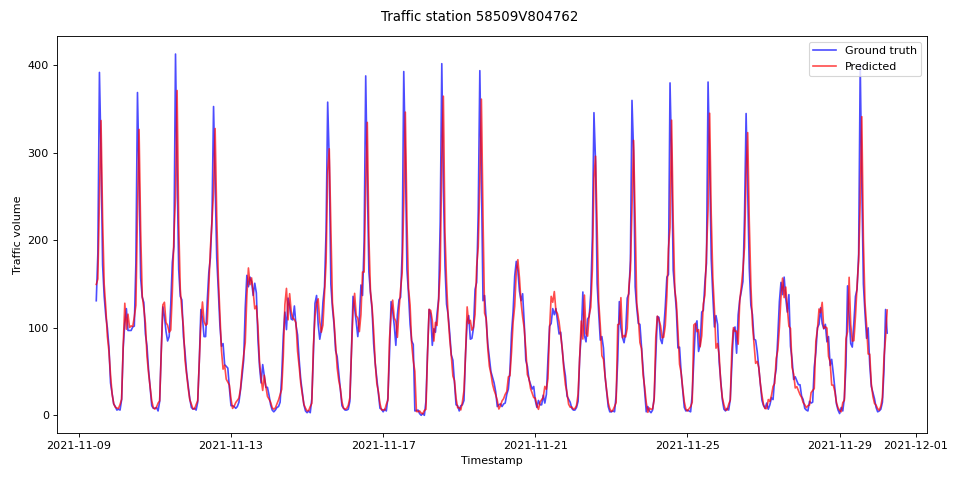 Traffic station 58509V804762
Ground truth
Predicted
Traffic volume
400
300
200
100
0
2021-11-09
2021-11-13
2021-11-17
2021-11-21
2021-11-25
2021-11-29
2021-12-01
Timestamp